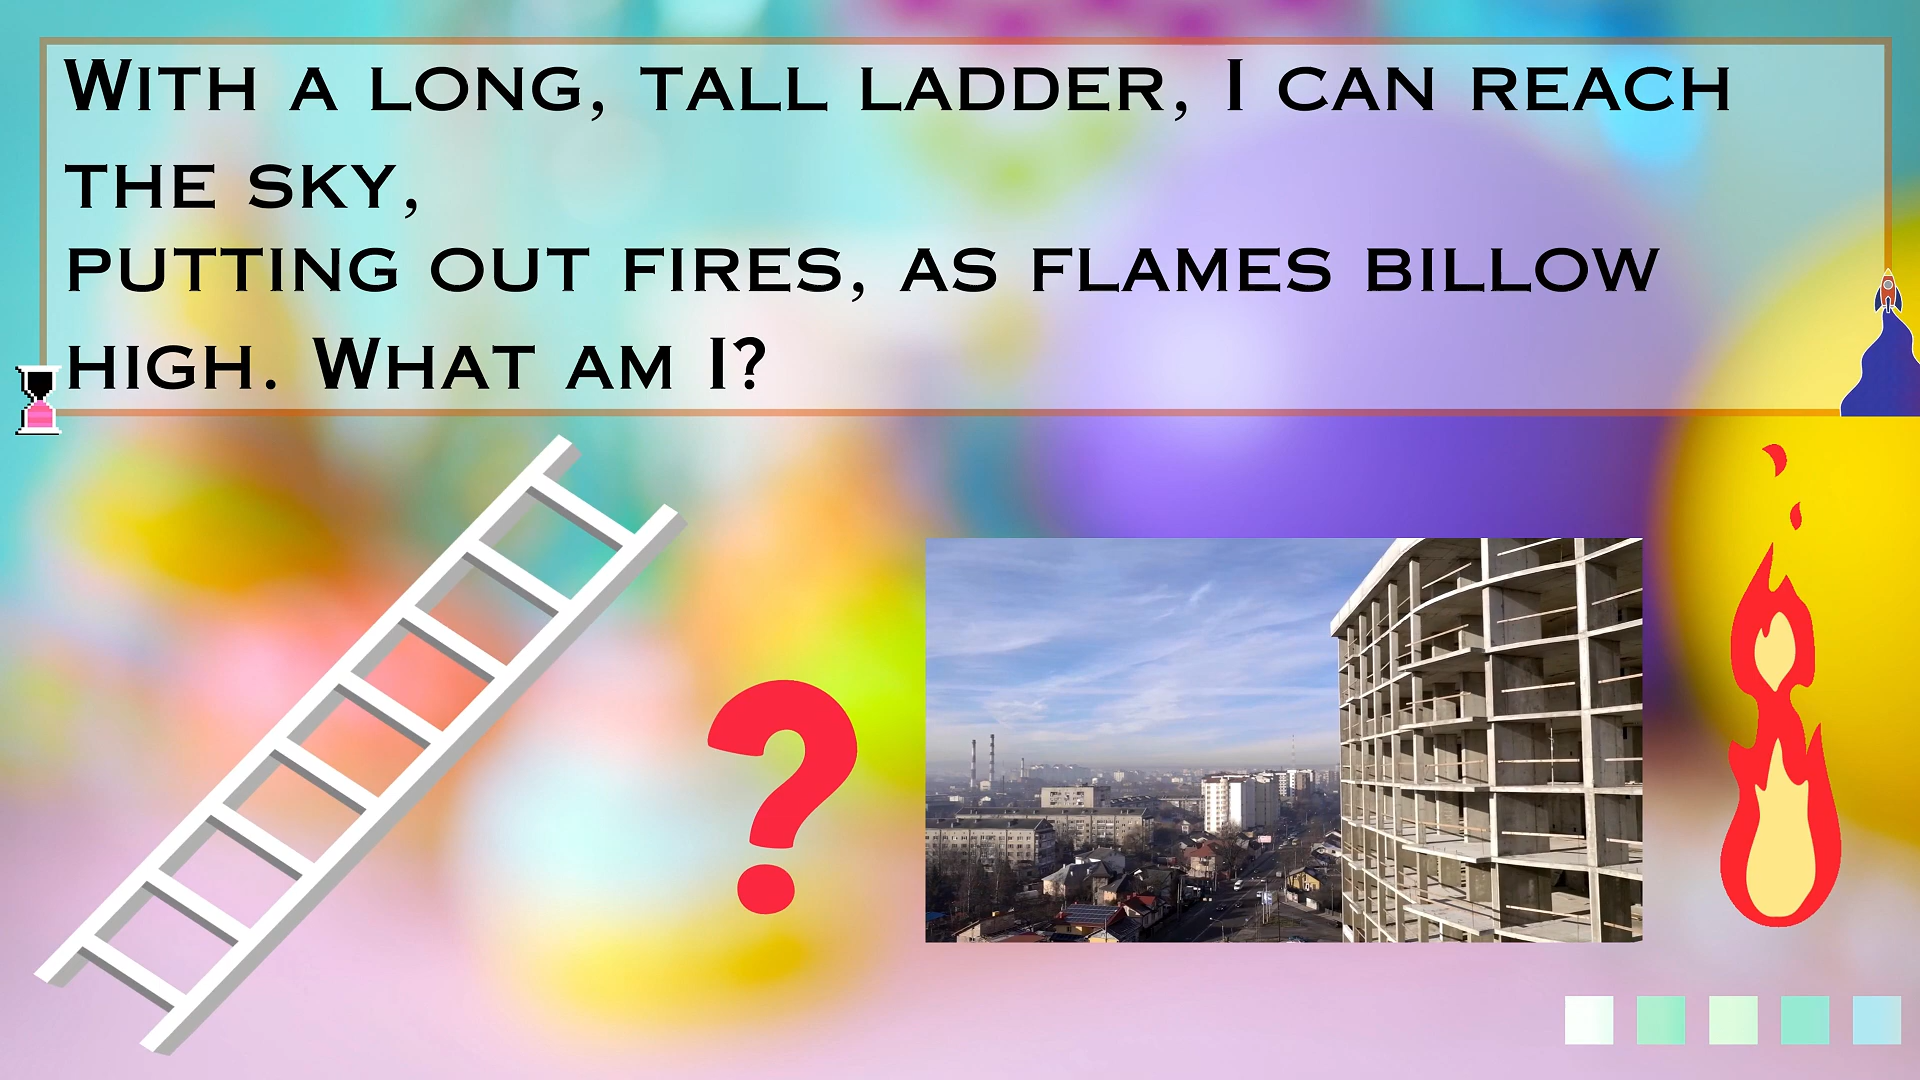 With a long, tall ladder, I can reach
the sky,
putting out fires, as flames billow
high. What am I?
?